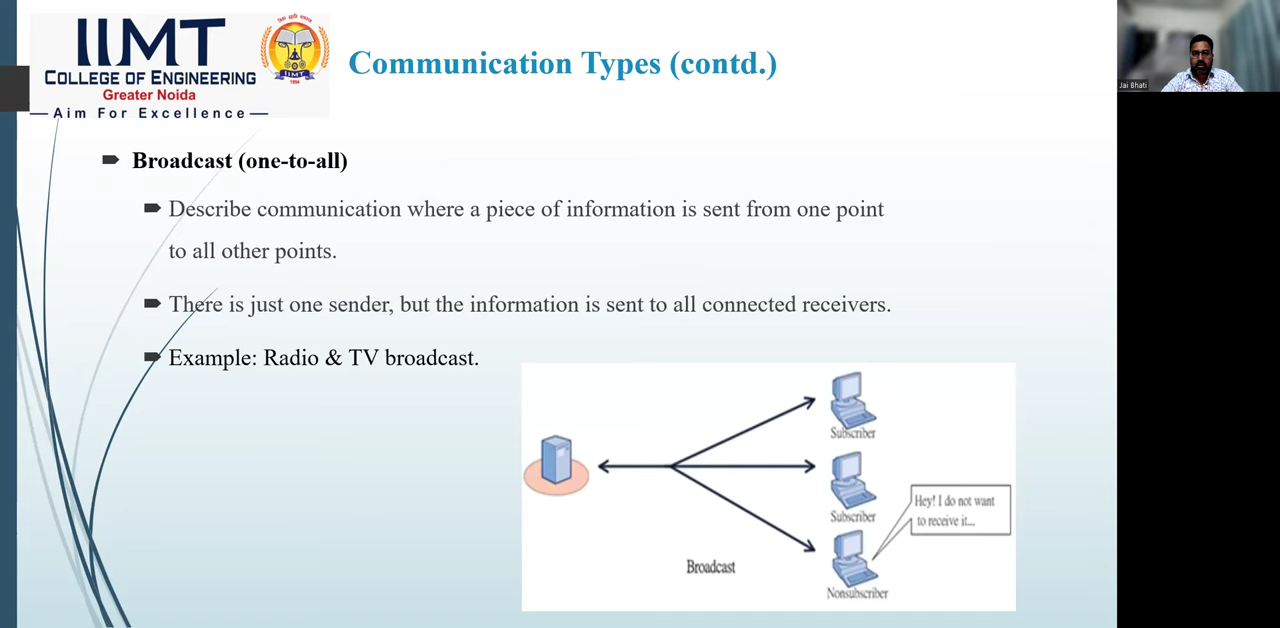 IIMT
COLLEGE OF ENGINEERING
Greater Noida
— Aim For Excellence —
IIMT
Communication Types (contd.)
Jai Bhati
Broadcast (one-to-all)
Describe communication where a piece of information is sent from one point
to all other points.
There is just one sender, but the information is sent to all connected receivers.
Example: Radio & TV broadcast.
Subscriber
Subscriber
Hey! I do not want
to receive it...
Broadcast
Nonsubscriber